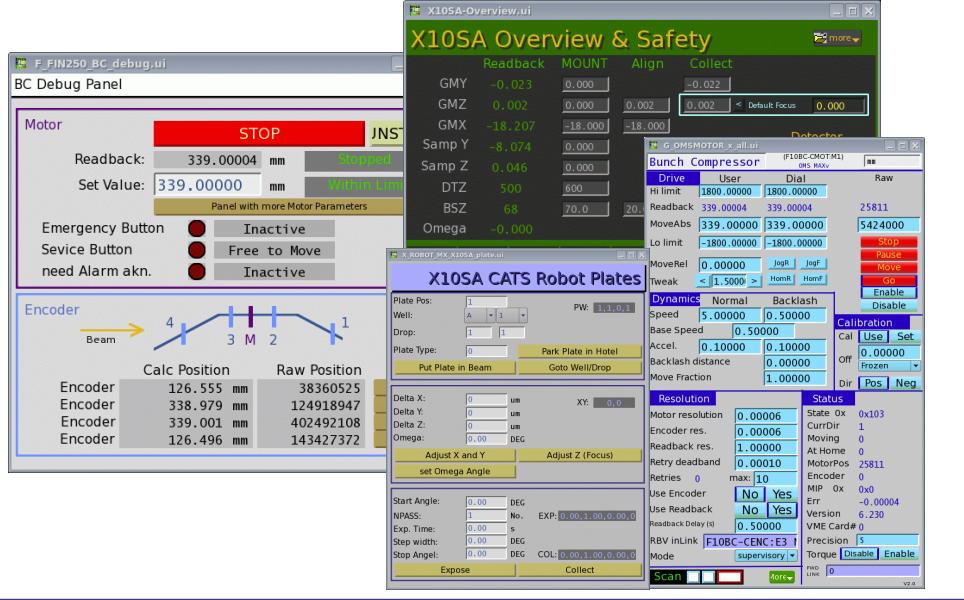 F_FIN250_BC_debug.ui
BC Debug Panel
Motor
STOP
Readback:
339.00004 mm
Stopped
Set Value:
339.00000 mm
Panel with more Motor Parameters
Emergency Button
Inactive
Sevice Button
Free to Move
need Alarm akn.
Inactive
Encoder
4
1
Beam
3 M 2
Calc Position Raw Position
Encoder 126.555 mm 38360525
Encoder 338.979 mm 124918947
Encoder 339.001 mm 402492108
Encoder 126.496 mm 143427372
X10SA-Overview.ui
X10SA Overview & Safety
more
Readback MOUNT Align Collect
GMY -0.023 0.000 -0.022
GMZ 0.002 0.000 0.002 0.002 < Default Focus 0.000
GMX -18.207 -18.000 -18.000
Samp Y -8.074 0.000
Samp Z 0.046 0.000
DTZ 500 600
BSZ 68 70.0
Omega -0.000
X_ROBOT_MX_X10SA_plate.ui
X10SA CATS Robot Plates
Plate Pos: 1
PW: 1,1,0,1
Well: A 1
Drop: 1 1
Plate Type: 0
Park Plate in Hotel
Put Plate in Beam
Goto Well/Drop
Delta X: 0 um
XY: 0,0
Delta Y: 0 um
Delta Z: 0 um
Omega: 0.00 DEG
Adjust X and Y
Adjust Z (Focus)
set Omega Angle
Start Angle: 0.00 DEG
NPASS: 1 No.
EXP: 0.00,1.00,0.00,0
Exp. Time: 0.00 s
Step width: 0.00 DEG
Stop Angel: 0.00 DEG
COL: 0.00,1.00,0.00,0
Expose
Collect
G_OMSMOTOR_x_all.ui
Bunch Compressor
(F10BC-CMOT:M1)
OMS MAXv
mm
Drive User Dial Raw
Hi limit 1800.00000 1800.00000
Readback 339.00004 339.00004 25811
MoveAbs 339.00000 339.00000 5424000
Lo limit -1800.00000 -1800.00000
Stop
Pause
MoveRel 0.00000 JogR JogF
Move
Tweak < 1.5000 > HomR HomF
Go
Enable
Disable
Dynamics Normal Backlash
Speed 5.00000 0.50000
Base Speed 0.50000
Accel. 0.10000 0.10000
Backlash distance 0.00000
Move Fraction 1.00000
Calibration
Cal Use Set
Off 0.00000
Frozen
Dir Pos Neg
Resolution
Motor resolution 0.00006
Encoder res. 0.00006
Readback res. 1.00000
Retry deadband 0.00010
Retries 0 max: 10
Use Encoder No Yes
Use Readback No Yes
Readback Delay (s) 0.50000
RBV inLink F10BC-CENC:E3
Mode supervisory
Status
State 0x 0x103
CurrDir 1
Moving 0
At Home 0
MotorPos 25811
Encoder 0
MIP 0x 0x0
Err -0.00004
Version 6.230
VME Card# 0
Precision 5
Torque Disable Enable
FWD
LINK 0
Scan
More
V2.0